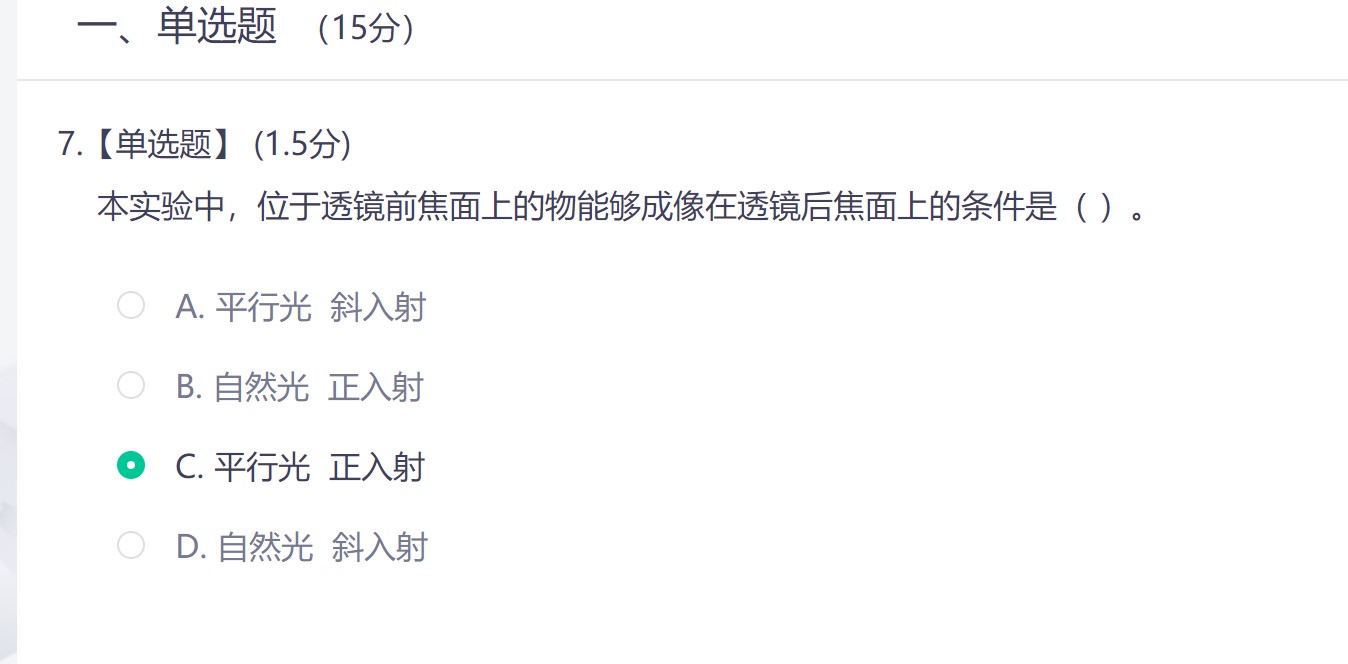 一、单选题 （15分）
7.【单选题】 (1.5分)
本实验中，位于透镜前焦面上的物能够成像在透镜后焦面上的条件是（ ）。
A. 平行光 斜入射
B. 自然光 正入射
C. 平行光 正入射
D. 自然光 斜入射